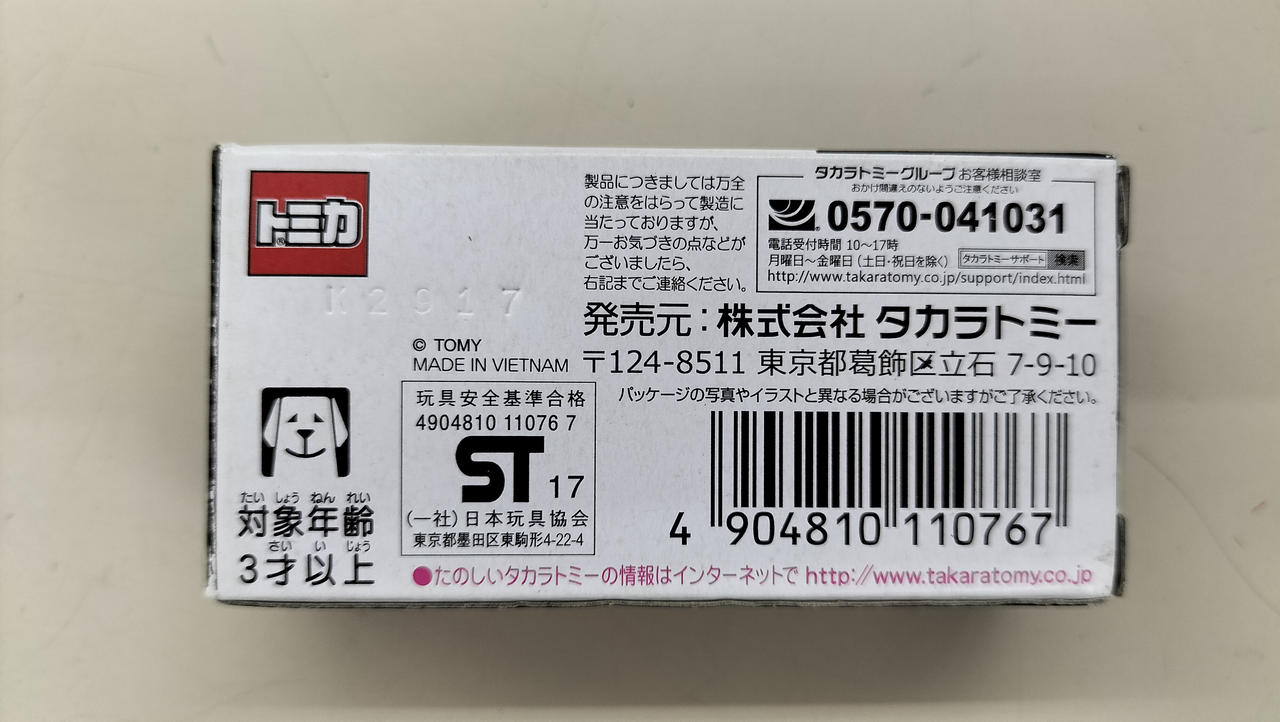 トミカ
®
K2917
© TOMY
MADE IN VIETNAM
製品につきましては万全
の注意をはらって製造に
当たっておりますが、
万一お気づきの点などが
ございましたら、
右記までご連絡ください。
タカラトミーグループ お客様相談室
おかけ間違えのないようご注意ください
0570-041031
電話受付時間 10〜17時
月曜日〜金曜日 (土日・祝日を除く) タカラトミーサポート 検索
http://www.takaratomy.co.jp/support/index.html
発売元:株式会社 タカラトミー
〒124-8511 東京都葛飾区立石 7-9-10
パッケージの写真やイラストと異なる場合がございますがご了承ください。
たい しょう ねん れい
対象年齢
さい い じょう
3才以上
玩具安全基準合格
4904810 11076 7
ST 17
(一社) 日本玩具協会
東京都墨田区東駒形4-22-4
4 904810 110767
●たのしいタカラトミーの情報はインターネットで http://www.takaratomy.co.jp